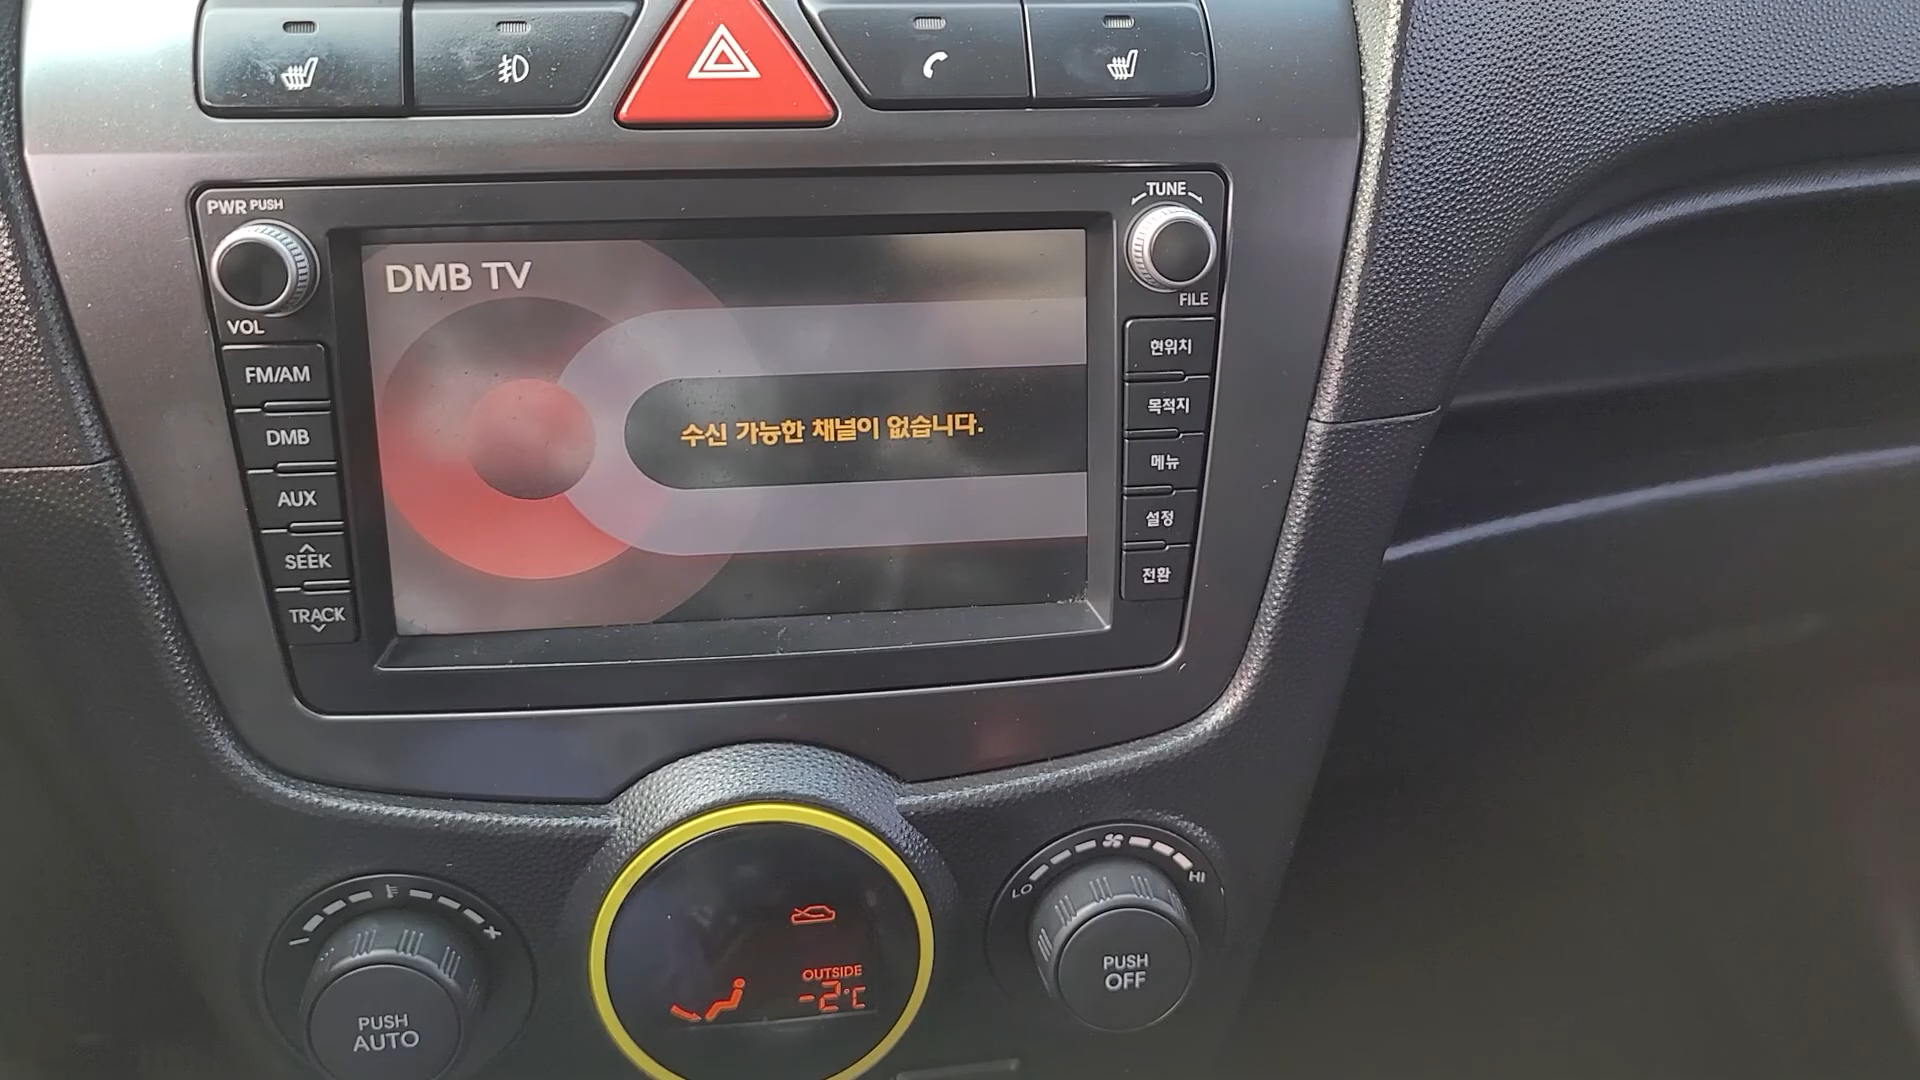 PWR PUSH
TUNE
VOL
FILE
DMB TV
수신 가능한 채널이 없습니다.
FM/AM
DMB
AUX
SEEK
TRACK
현위치
목적지
메뉴
설정
전환
LO
HI
OUTSIDE
-2°C
PUSH
AUTO
PUSH
OFF